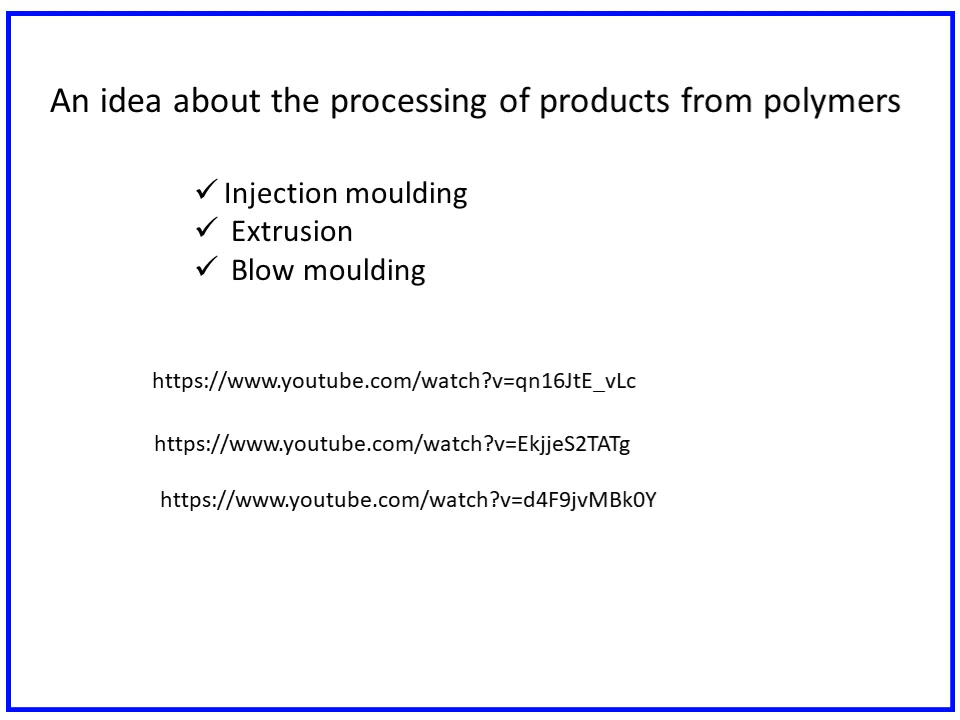 An idea about the processing of products from polymers
✓ Injection moulding
✓ Extrusion
✓ Blow moulding
https://www.youtube.com/watch?v=qn16JtE_vLc
https://www.youtube.com/watch?v=EkjjeS2TATg
https://www.youtube.com/watch?v=d4F9jvMBk0Y